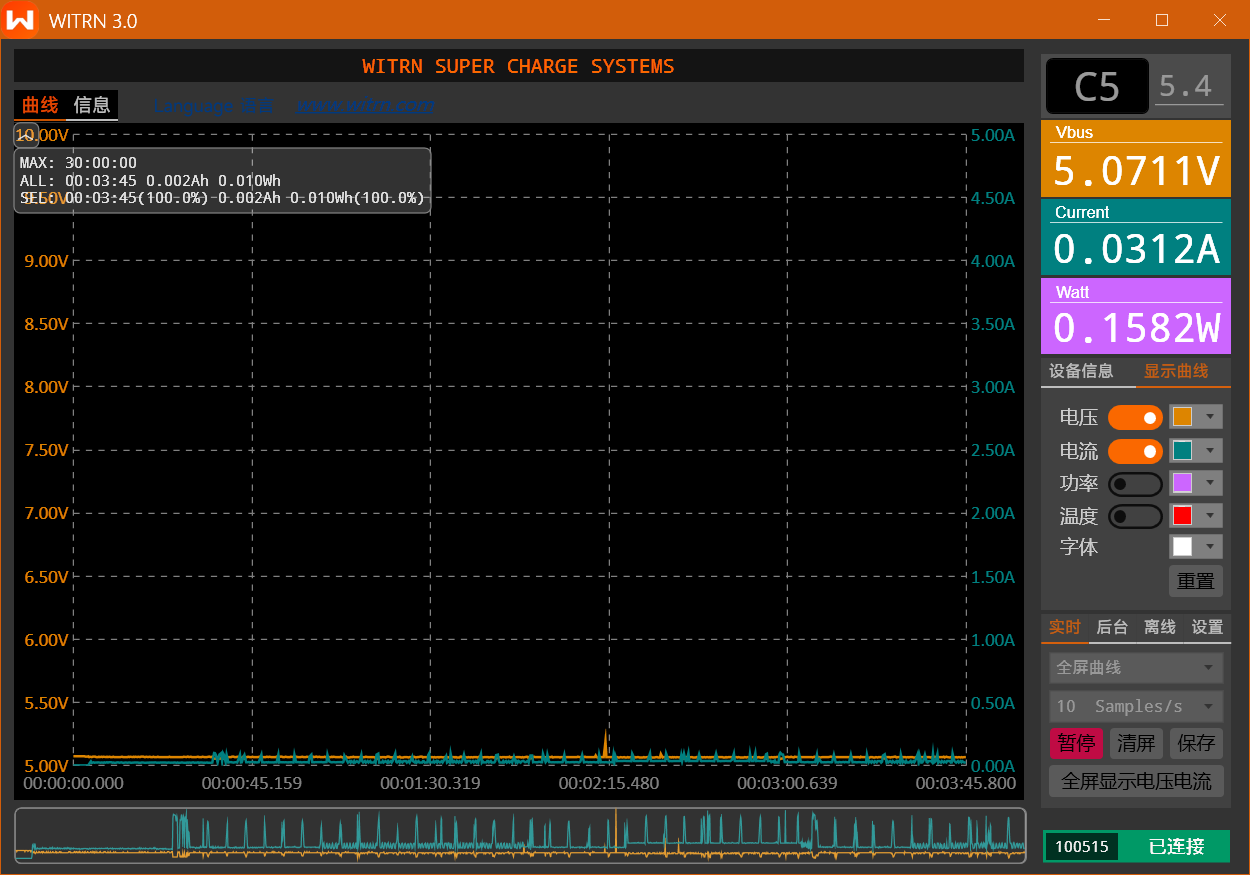 WITRN 3.0
WITRN SUPER CHARGE SYSTEMS
曲线 信息 Language 语言 www.witrn.com
10.00V
5.00A
MAX: 30:00:00
ALL: 00:03:45 0.002Ah 0.010Wh
SEL: 00:03:45(100.0%) 0.002Ah 0.010Wh(100.0%)
9.50V
4.50A
9.00V
4.00A
8.50V
3.50A
8.00V
3.00A
7.50V
2.50A
7.00V
2.00A
6.50V
1.50A
6.00V
1.00A
5.50V
0.50A
5.00V
0.00A
00:00:00.000 00:00:45.159 00:01:30.319 00:02:15.480 00:03:00.639 00:03:45.800
C5 5.4
Vbus
5.0711V
Current
0.0312A
Watt
0.1582W
设备信息 显示曲线
电压
电流
功率
温度
字体
重置
实时 后台 离线 设置
全屏曲线
10 Samples/s
暂停 清屏 保存
全屏显示电压电流
100515 已连接